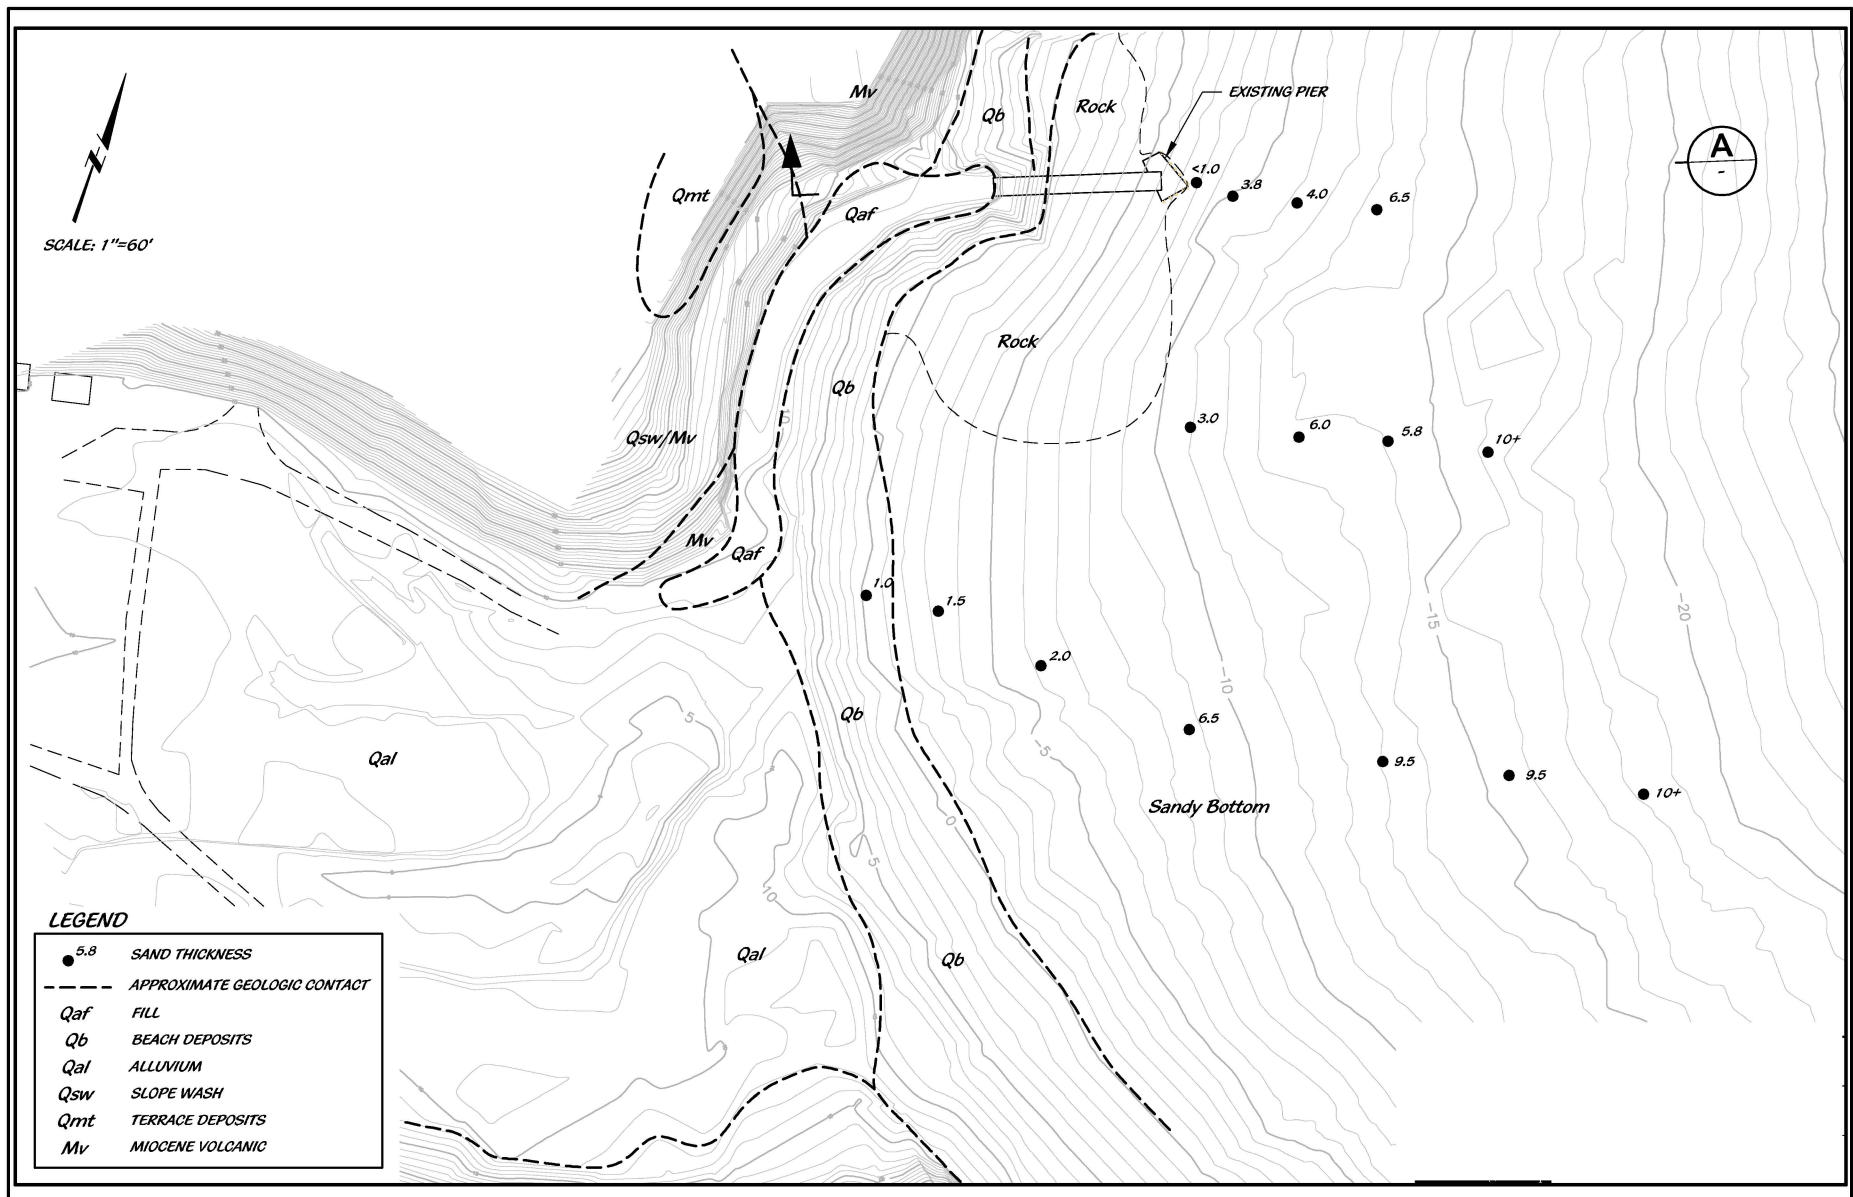 Mv
EXISTING PIER
Rock
Qb
A
-
N
<1.0
3.8
4.0
6.5
Qmt
Qaf
SCALE: 1"=60'
Rock
Qb
10
3.0
6.0
5.8
10+
Qsw/Mv
Mv
Qaf
1.0
1.5
-15
-20
2.0
-10
5
Qb
6.5
-5
Qal
9.5
9.5
10+
Sandy Bottom
0
5
10
Qal
Qb
LEGEND
5.8 SAND THICKNESS
APPROXIMATE GEOLOGIC CONTACT
Qaf FILL
Qb BEACH DEPOSITS
Qal ALLUVIUM
Qsw SLOPE WASH
Qmt TERRACE DEPOSITS
Mv MIOCENE VOLCANIC